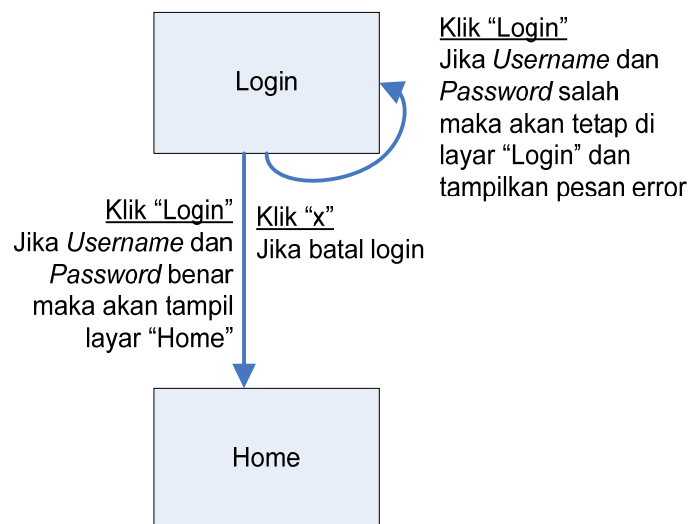 Login
Klik “Login”
Jika Username dan
Password salah
maka akan tetap di
layar “Login” dan
tampilkan pesan error
Klik “Login”
Jika Username dan
Password benar
maka akan tampil
layar “Home”
Klik “x”
Jika batal login
Home